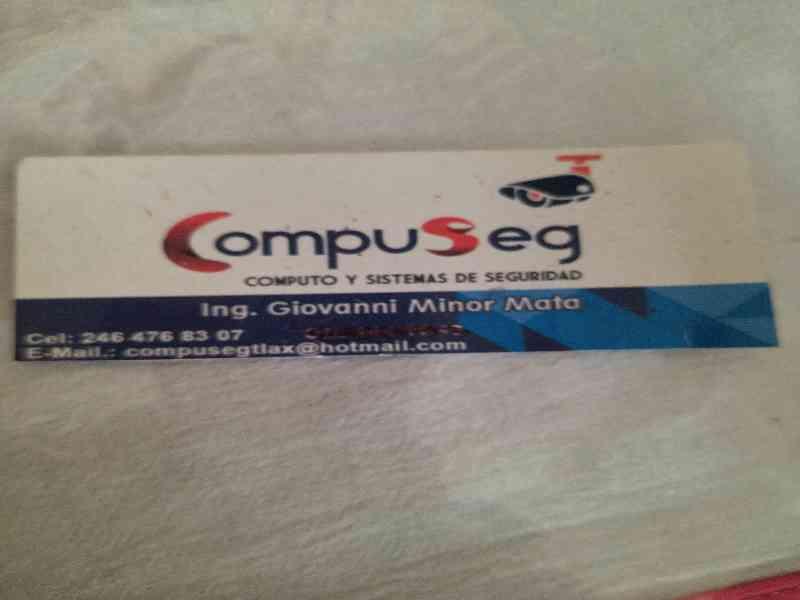 CompuSeg
COMPUTO Y SISTEMAS DE SEGURIDAD
Ing. Giovanni Minor Mata
Cel: 246 476 83 07
E-Mail.: compusegtlax@hotmail.com